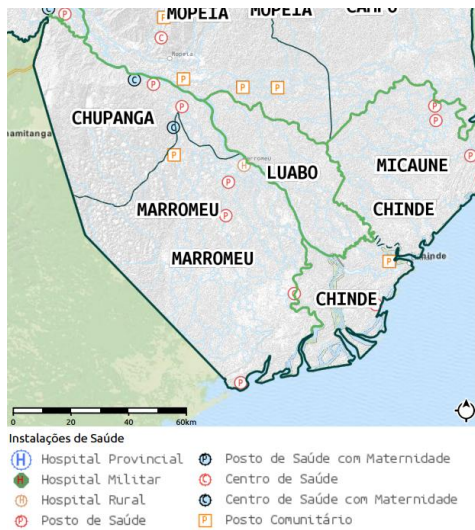 MOPEIA
MOPEIA
CAMPO
Mopeia
CHUPANGA
namitanga
MICAUNE
LUABO
MARROMEU
CHINDE
MARROMEU
CHINDE
0 20 40 60km
Instalações de Saúde
Hospital Provincial
Hospital Militar
Hospital Rural
Posto de Saúde
Posto de Saúde com Maternidade
Centro de Saúde
Centro de Saúde com Maternidade
Posto Comunitário